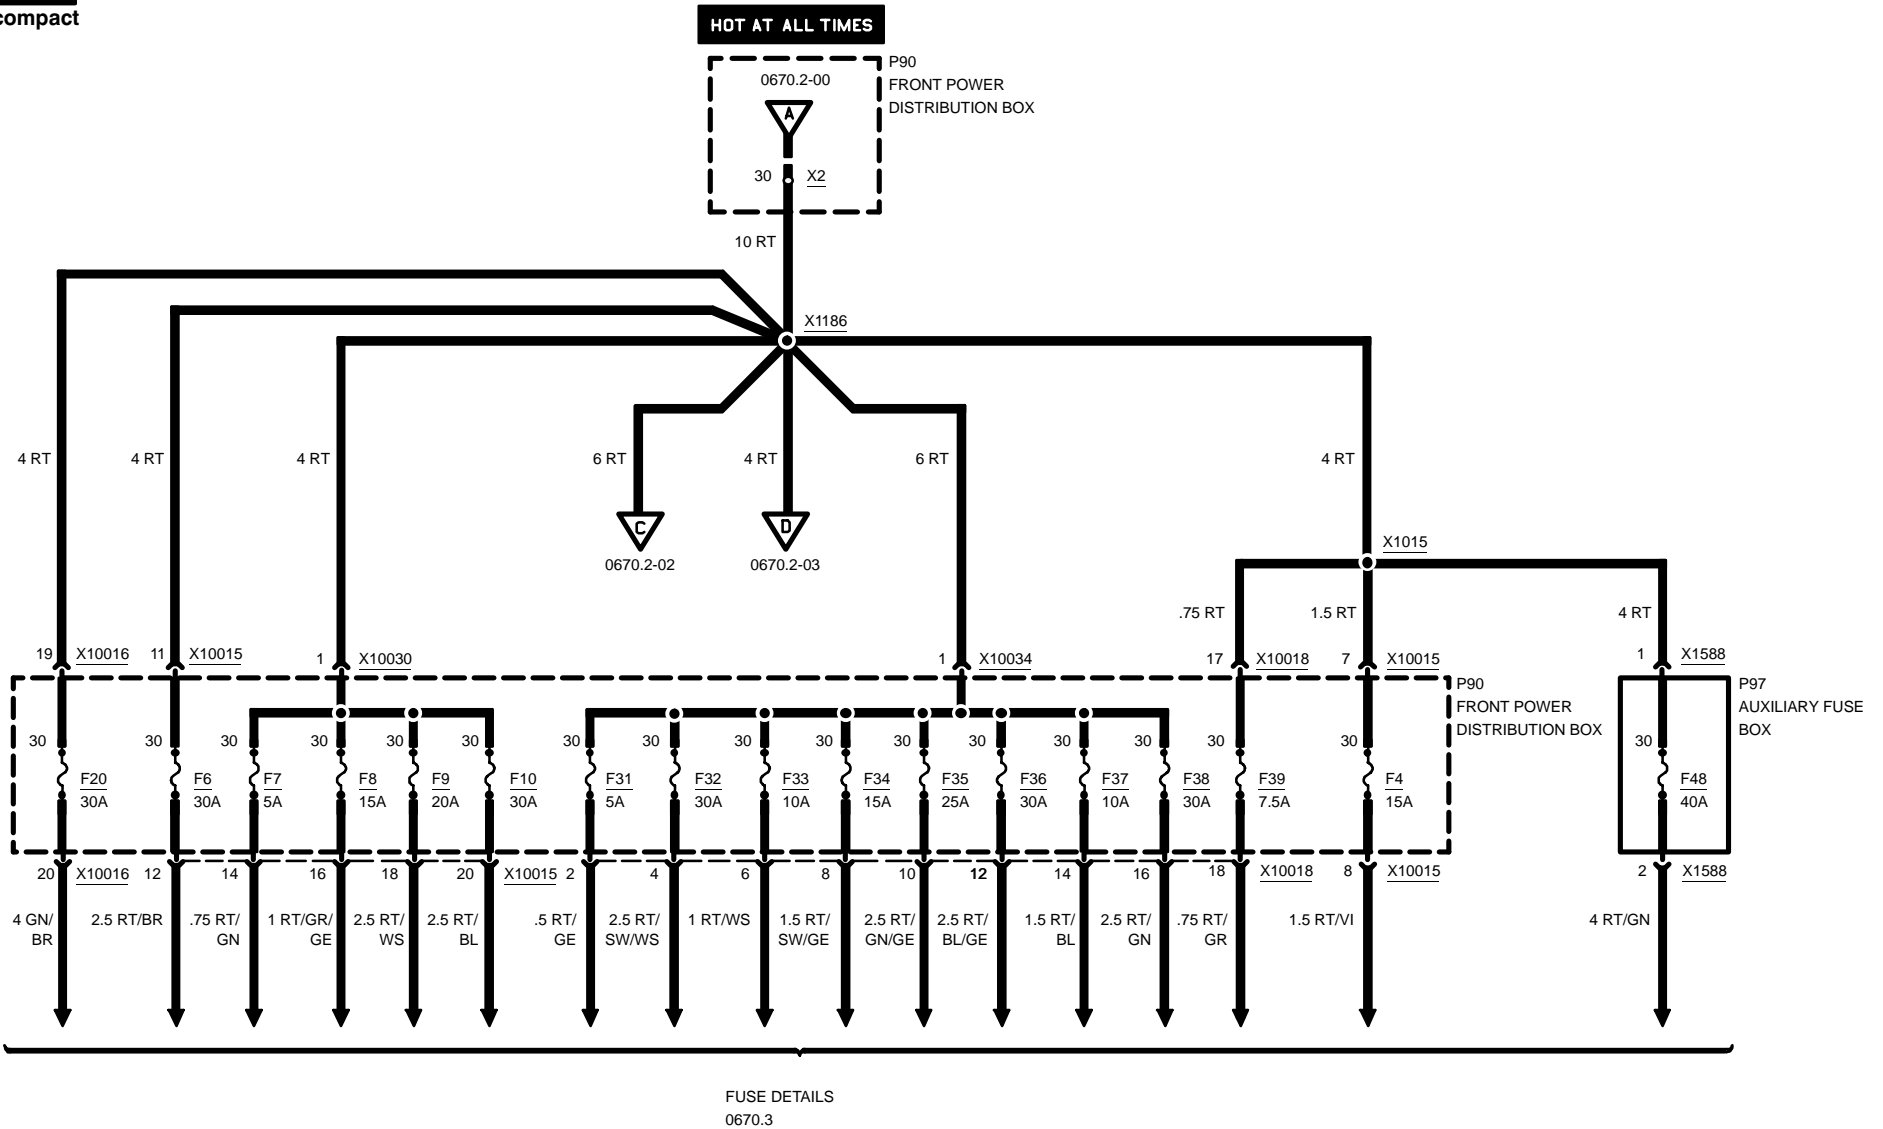 compact
HOT AT ALL TIMES
P90
FRONT POWER
DISTRIBUTION BOX
0670.2-00
A
30 X2
10 RT
X1186
4 RT 4 RT 4 RT 6 RT 4 RT 6 RT 4 RT
C D
0670.2-02 0670.2-03
X1015
.75 RT 1.5 RT 4 RT
19 X10016 11 X10015 1 X10030 1 X10034 17 X10018 7 X10015 1 X1588
P90
FRONT POWER
DISTRIBUTION BOX
P97
AUXILIARY FUSE
BOX
30 30 30 30 30 30 30 30 30 30 30 30 30 30 30 30 30
F20 F6 F7 F8 F9 F10 F31 F32 F33 F34 F35 F36 F37 F38 F39 F4 F48
30A 30A 5A 15A 20A 30A 5A 30A 10A 15A 25A 30A 10A 30A 7.5A 15A 40A
20 X10016 12 14 16 18 20 X10015 2 4 6 8 10 12 14 16 18 X10018 8 X10015 2 X1588
4 GN/ 2.5 RT/BR .75 RT/ 1 RT/GR/ 2.5 RT/ 2.5 RT/ .5 RT/ 2.5 RT/ 1 RT/WS 1.5 RT/ 2.5 RT/ 2.5 RT/ 1.5 RT/ 2.5 RT/ .75 RT/ 1.5 RT/VI 4 RT/GN
BR GN GE WS BL GE SW/WS SW/GE GN/GE BL/GE BL GN GR
FUSE DETAILS
0670.3